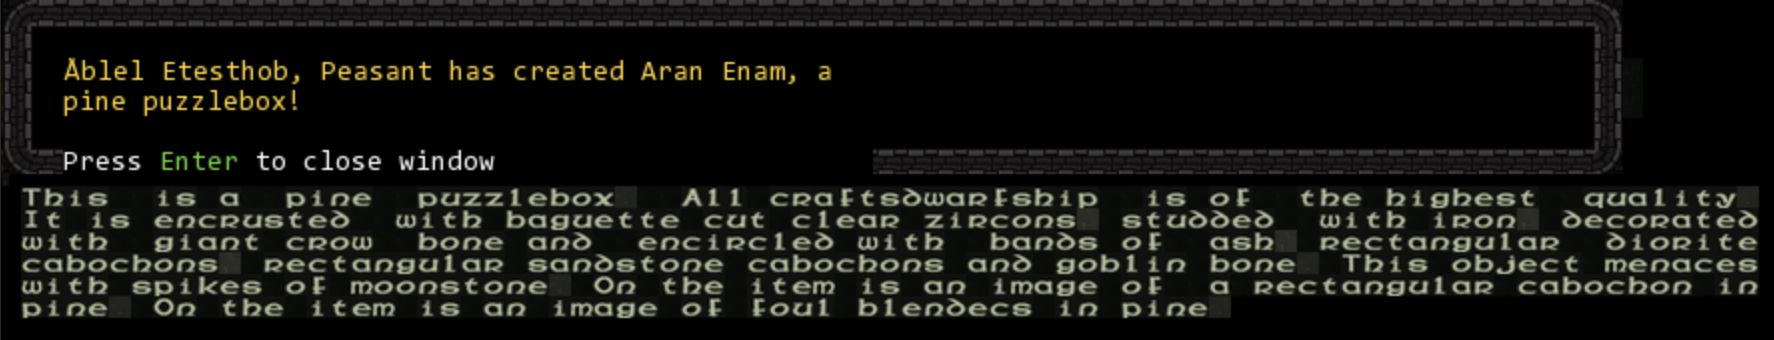 Åblel Etesthob, Peasant has created Aran Enam, a
pine puzzlebox!
Press Enter to close window
This is a pine puzzlebox All craftsdwarfship is of the highest quality
It is encrusted with baguette cut clear zircons studded with iron decorated
with giant crow bone and encircled with bands of ash rectangular diorite
cabochons rectangular sandstone cabochons and goblin bone This object menaces
with spikes of moonstone On the item is an image of a rectangular cabochon in
pine On the item is an image of foul blendecs in pine